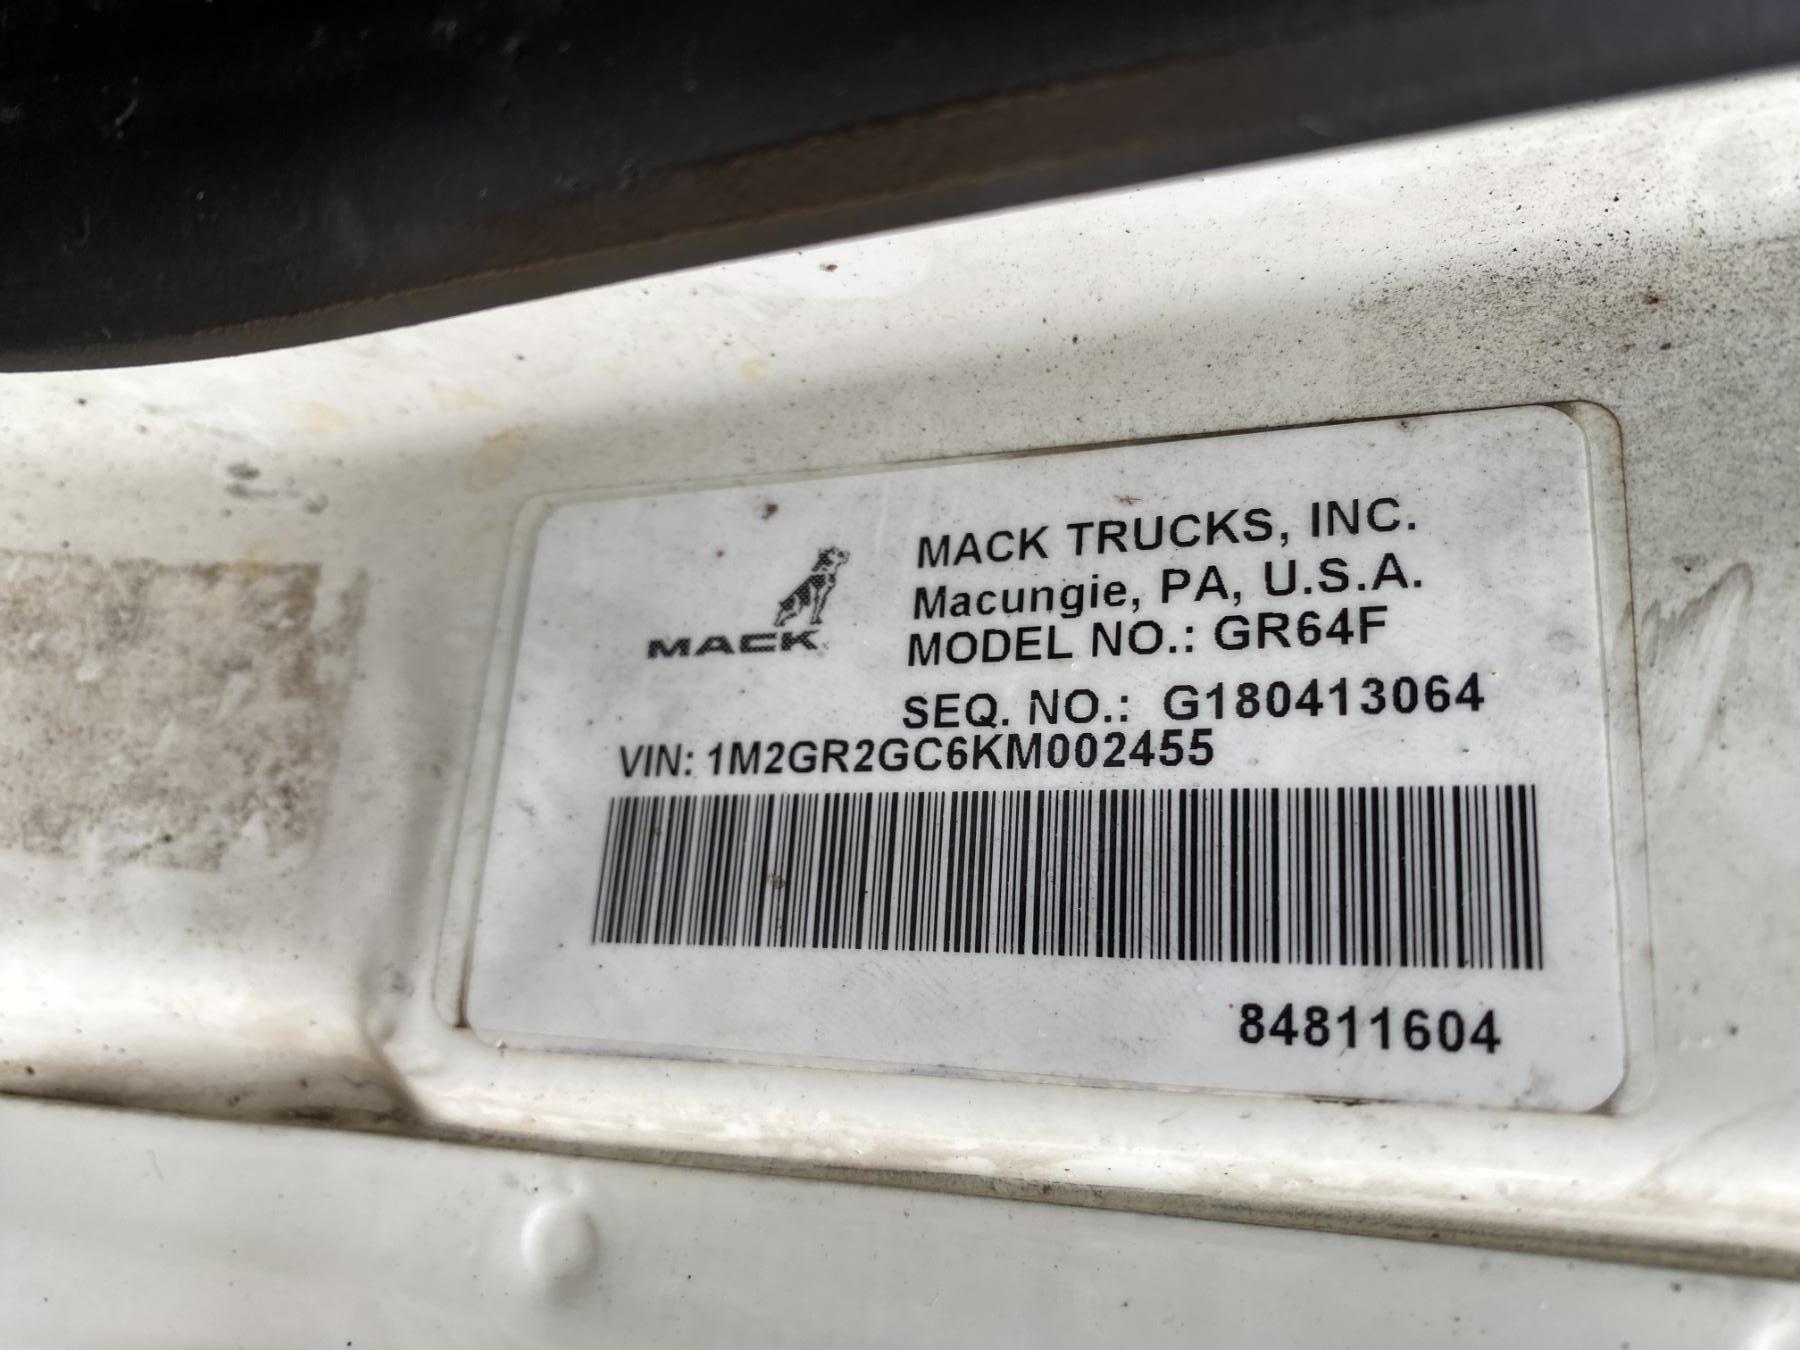 MACK TRUCKS, INC.
Macungie, PA, U.S.A.
MACK
MODEL NO.: GR64F
SEQ. NO.: G180413064
VIN: 1M2GR2GC6KM002455
84811604